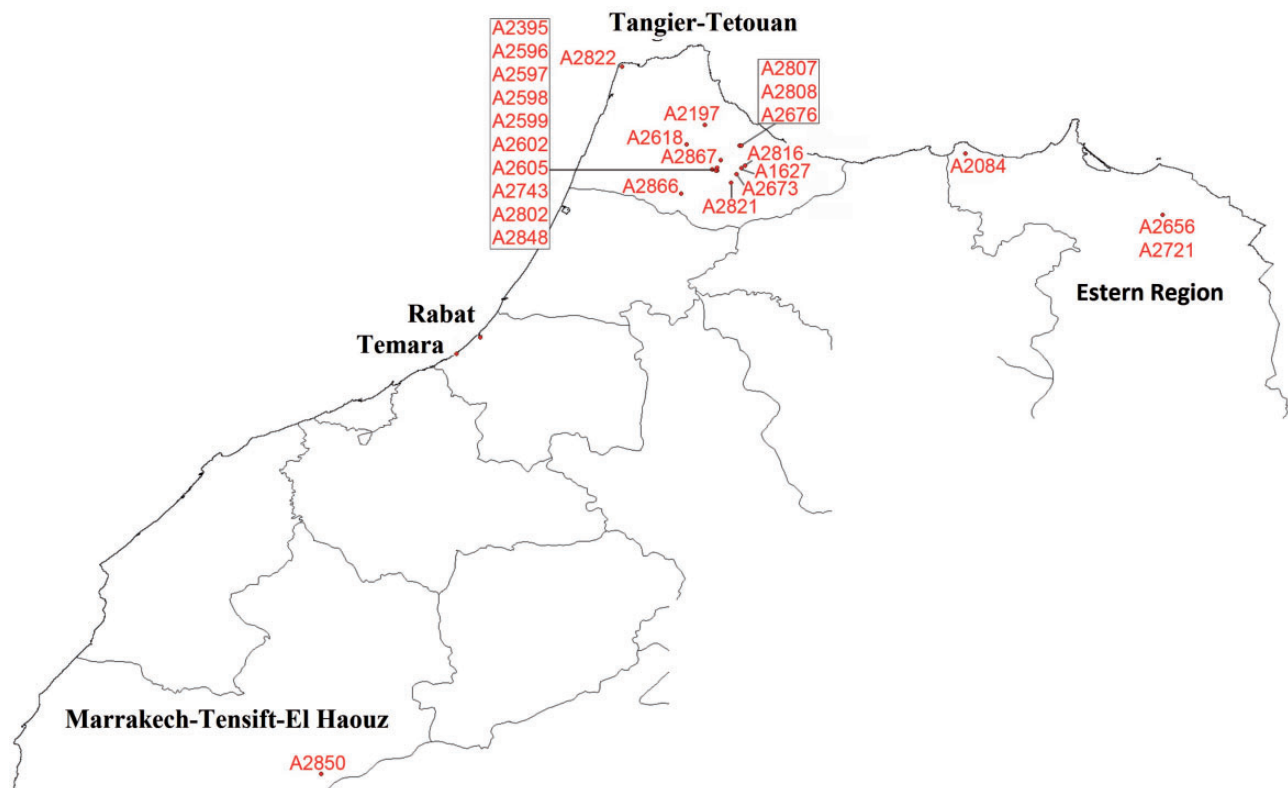 Tangier-Tetouan
A2395
A2596
A2597
A2598
A2599
A2602
A2605
A2743
A2802
A2848
A2822
A2807
A2808
A2676
A2197
A2618
A2867
A2816
A1627
A2673
A2866
A2821
A2084
A2656
A2721
Estern Region
Rabat
Temara
Marrakech-Tensift-El Haouz
A2850